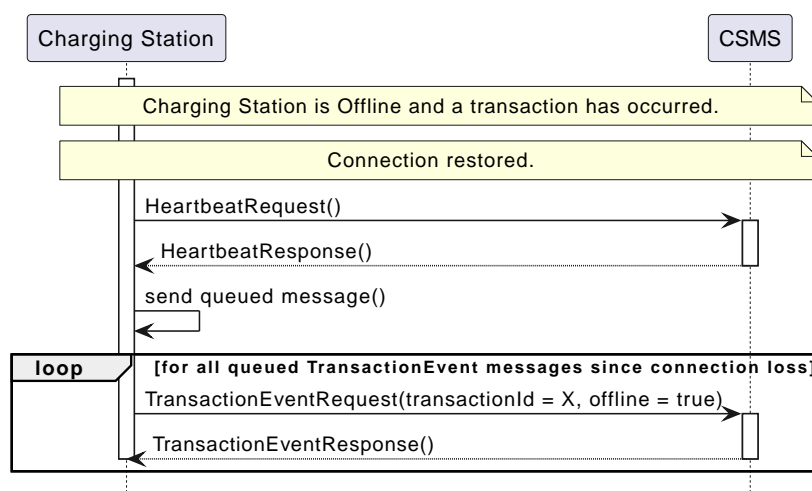 Charging Station
CSMS
Charging Station is Offline and a transaction has occurred.
Connection restored.
HeartbeatRequest()
HeartbeatResponse()
send queued message()
loop
[for all queued TransactionEvent messages since connection loss]
TransactionEventRequest(transactionId = X, offline = true)
TransactionEventResponse()